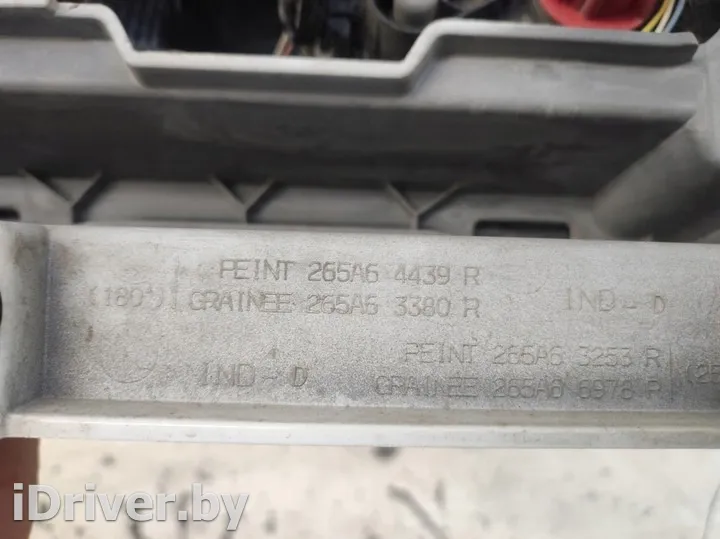 PEINT 265A6 4439 R
(180°) GRAINEE 265A6 3380 R
IND - D
PEINT 265A6 3253 R
GRAINEE 265A6 6978 R
IND - D
iDriver.by